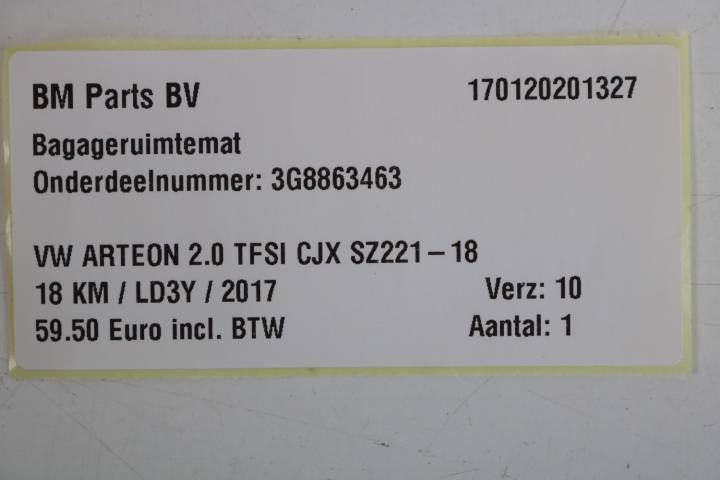 BM Parts BV 170120201327
Bagageruimtemat
Onderdeelnummer: 3G8863463
VW ARTEON 2.0 TFSI CJX SZ221-18
18 KM / LD3Y / 2017 Verz: 10
59.50 Euro incl. BTW Aantal: 1